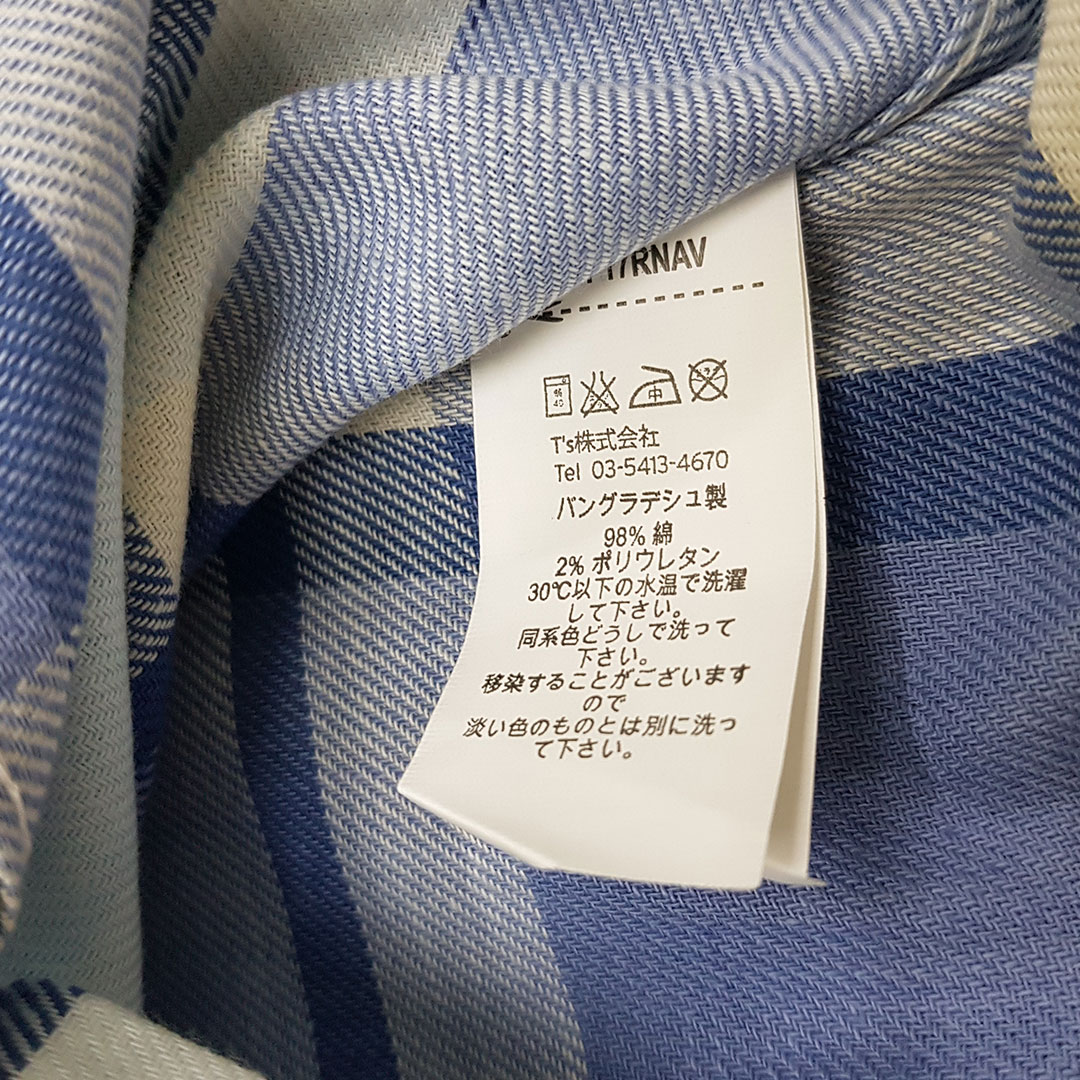 17RNAV
T's株式会社
Tel 03-5413-4670
バングラデシュ製
98% 綿
2% ポリウレタン
30℃以下の水温で洗濯
して下さい。
同系色どうしで洗って
下さい。
移染することがございます
ので
淡い色のものとは別に洗っ
て下さい。